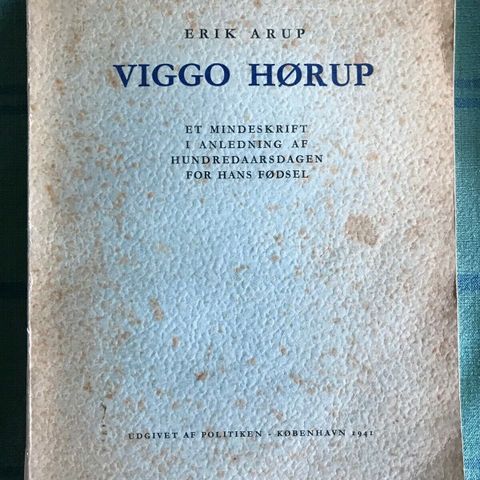 ERIK ARUP
VIGGO HØRUP
ET MINDESKRIFT
I ANLEDNING AF
HUNDREDAARSDAGEN
FOR HANS FØDSEL
UDGIVET AF POLITIKEN - KØBENHAVN 1941